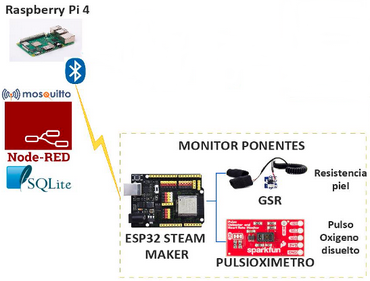 Raspberry Pi 4
mosquitto
Node-RED
SQLite
MONITOR PONENTES
ESP32 STEAM
MAKER
GSR
Resistencia
piel
sparkfun
PULSIOXIMETRO
Pulso
Oxigeno
disuelto